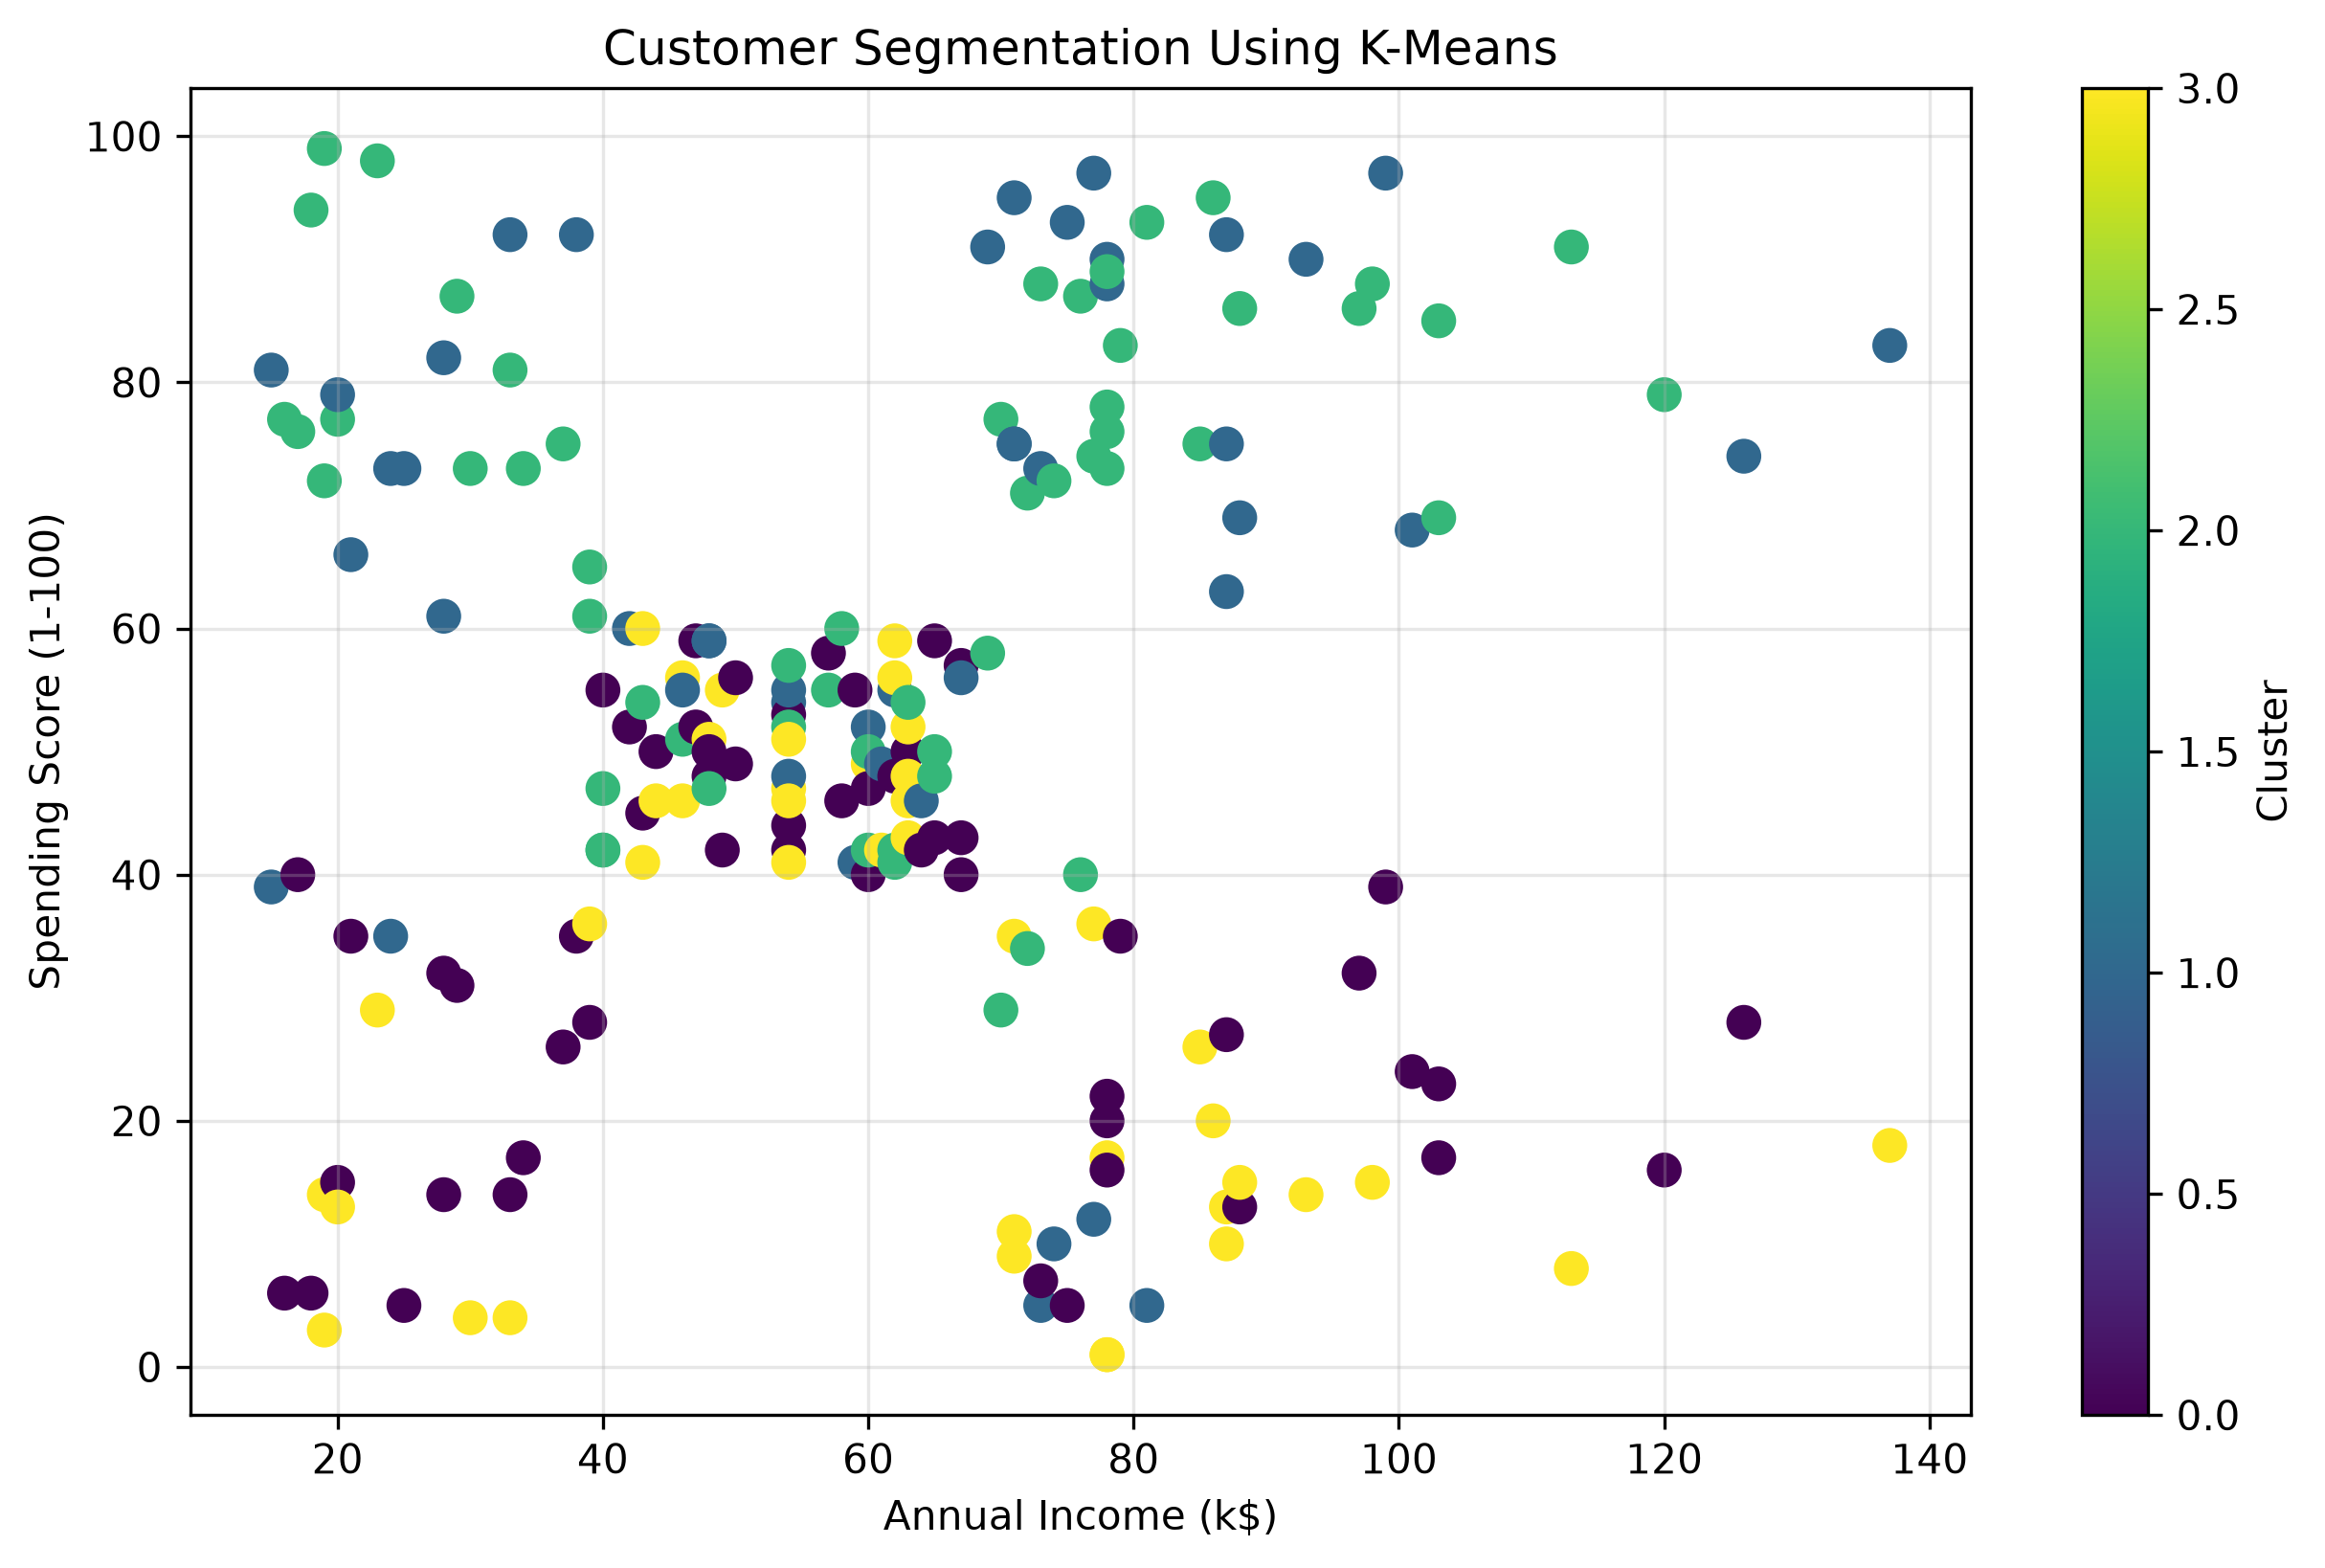 Customer Segmentation Using K-Means
100
80
60
40
20
0
Spending Score (1-100)
20 40 60 80 100 120 140
Annual Income (k$)
3.0
2.5
2.0
1.5
1.0
0.5
0.0
Cluster